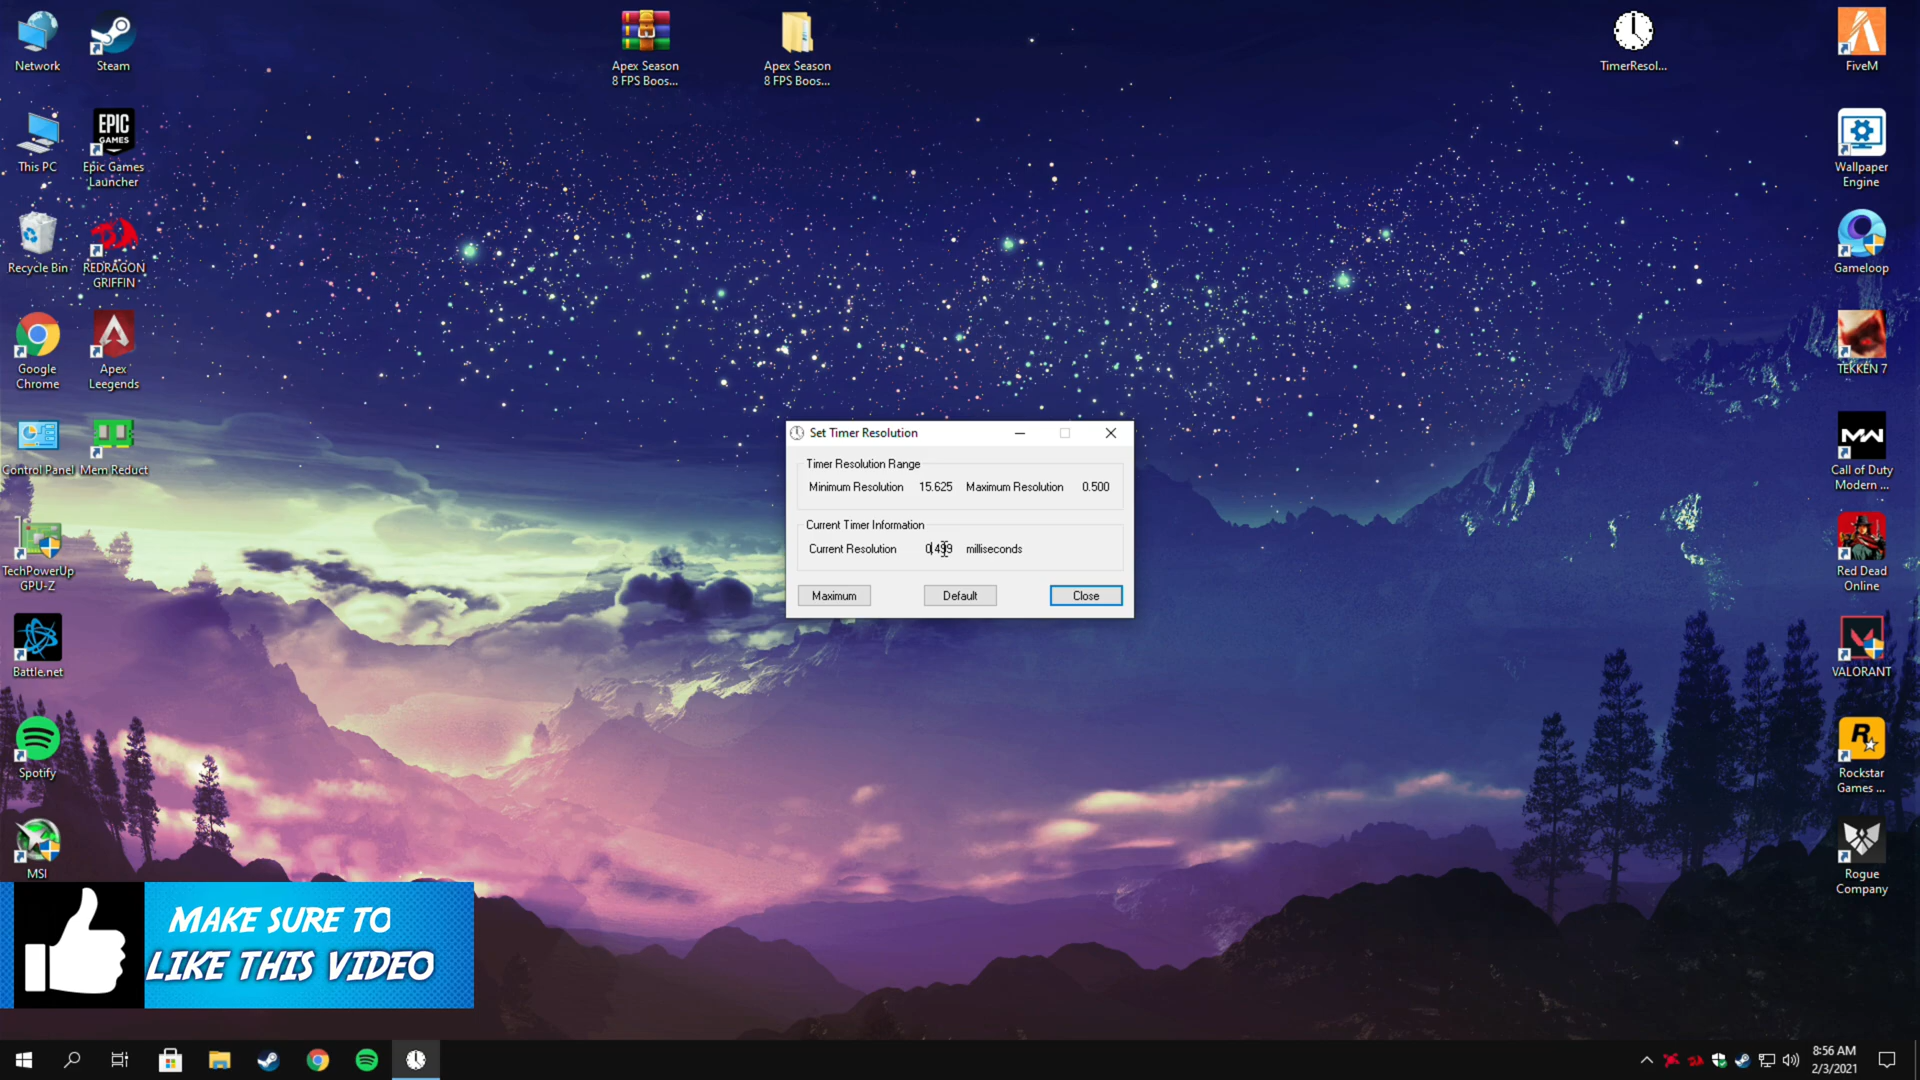 Network
Steam
Apex Season
8 FPS Boos...
Apex Season
8 FPS Boos...
TimerResol...
FiveM
This PC
EPIC
GAMES
Epic Games
Launcher
Wallpaper
Engine
Recycle Bin
REDRAGON
GRIFFIN
Gameloop
Google
Chrome
Apex
Leegends
TEKKEN 7
Control Panel
Mem Reduct
MW
Call of Duty
Modern ...
Set Timer Resolution
Timer Resolution Range
Minimum Resolution 15.625 Maximum Resolution 0.500
Current Timer Information
Current Resolution 0.499 milliseconds
Maximum
Default
Close
TechPowerUp
GPU-Z
Red Dead
Online
Battle.net
VALORANT
Spotify
R
Rockstar
Games ...
MSI
Rogue
Company
MAKE SURE TO
LIKE THIS VIDEO
8:56 AM
2/3/2021